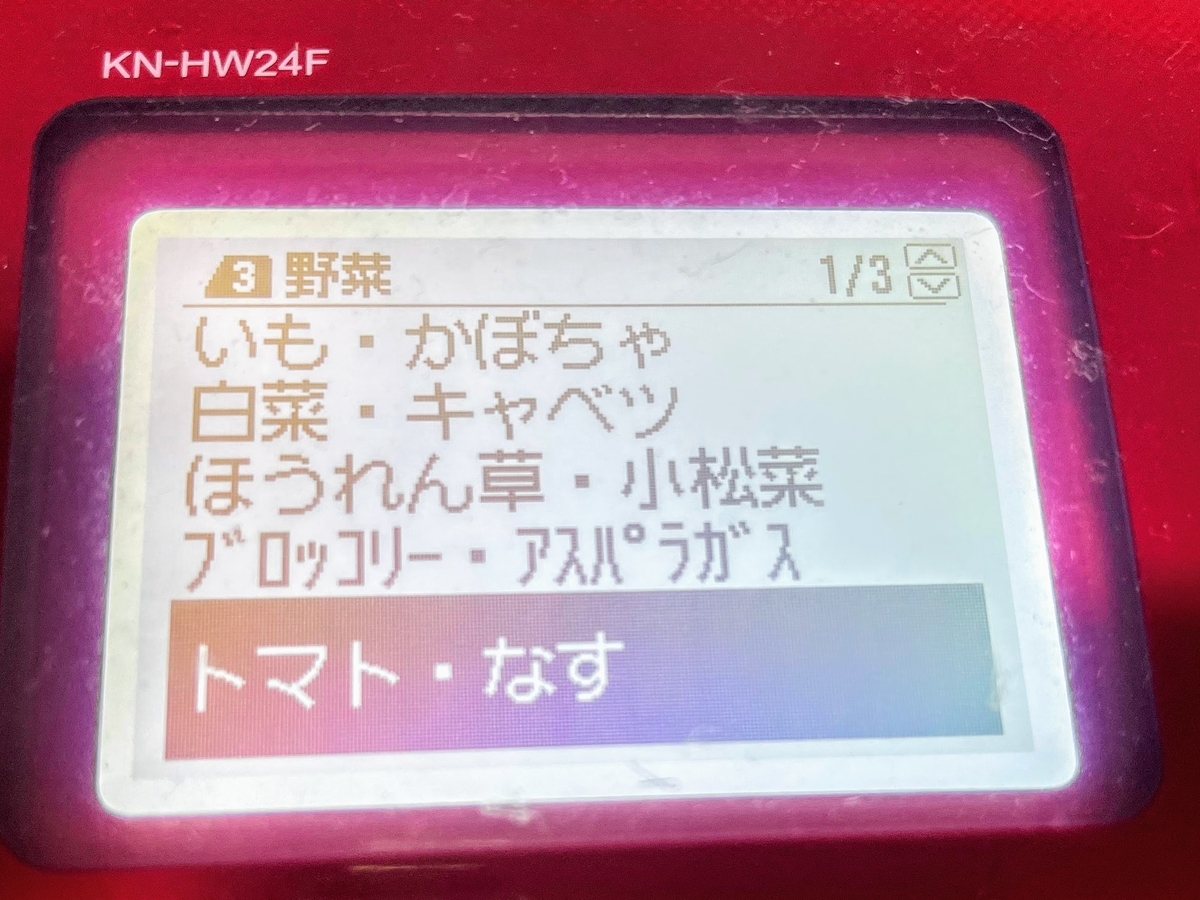 KN-HW24F
3 野菜 1/3
いも・かぼちゃ
白菜・キャベツ
ほうれん草・小松菜
ﾌﾞﾛｯｺﾘｰ・ｱｽﾊﾟﾗｶﾞｽ
トマト・なす